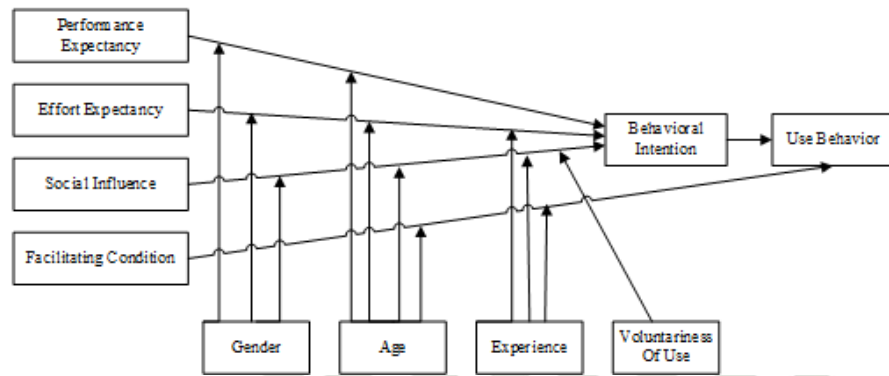 Performance
Expectancy
Effort Expectancy
Behavioral
Intention
Use Behavior
Social Influence
Facilitating Condition
Gender
Age
Experience
Voluntariness
Of Use